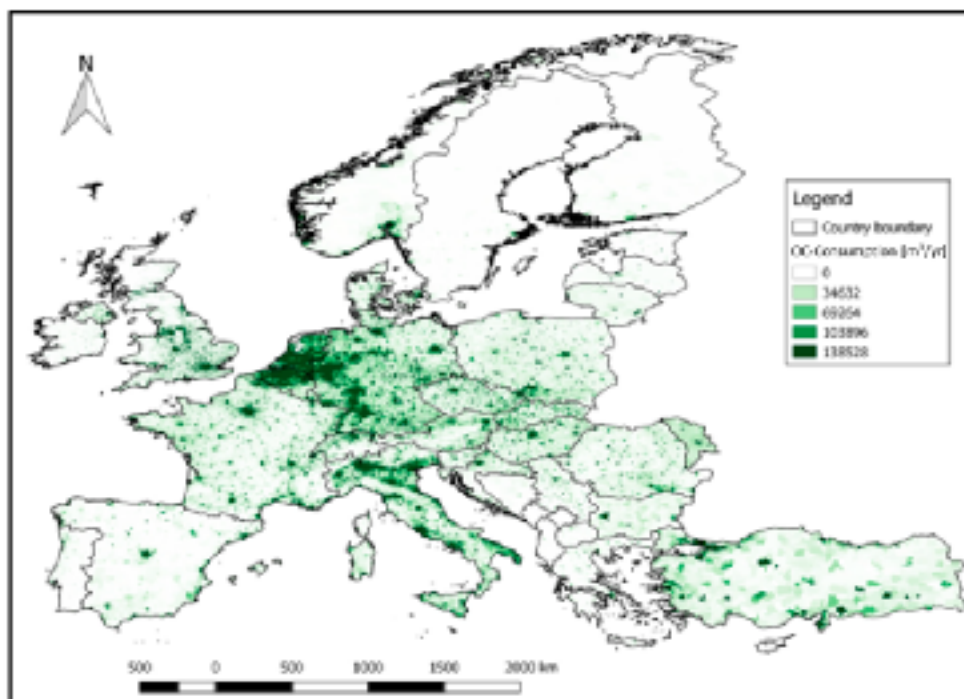 N
Legend
Country boundary
OC-Consumption [m³/yr]
0
34632
69264
103896
138528
500 0 500 1000 1500 2000 km